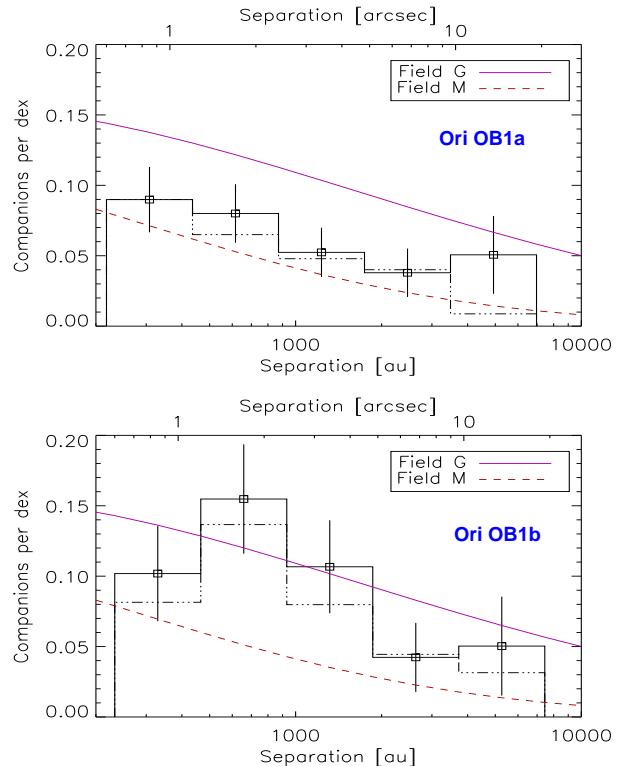 Separation [arcsec]
1 10
0.20
Field G
Field M
Ori OB1a
0.15
Companions per dex
0.10
0.05
0.00
1000 10000
Separation [au]
Separation [arcsec]
1 10
0.20
Field G
Field M
Ori OB1b
0.15
Companions per dex
0.10
0.05
0.00
1000 10000
Separation [au]